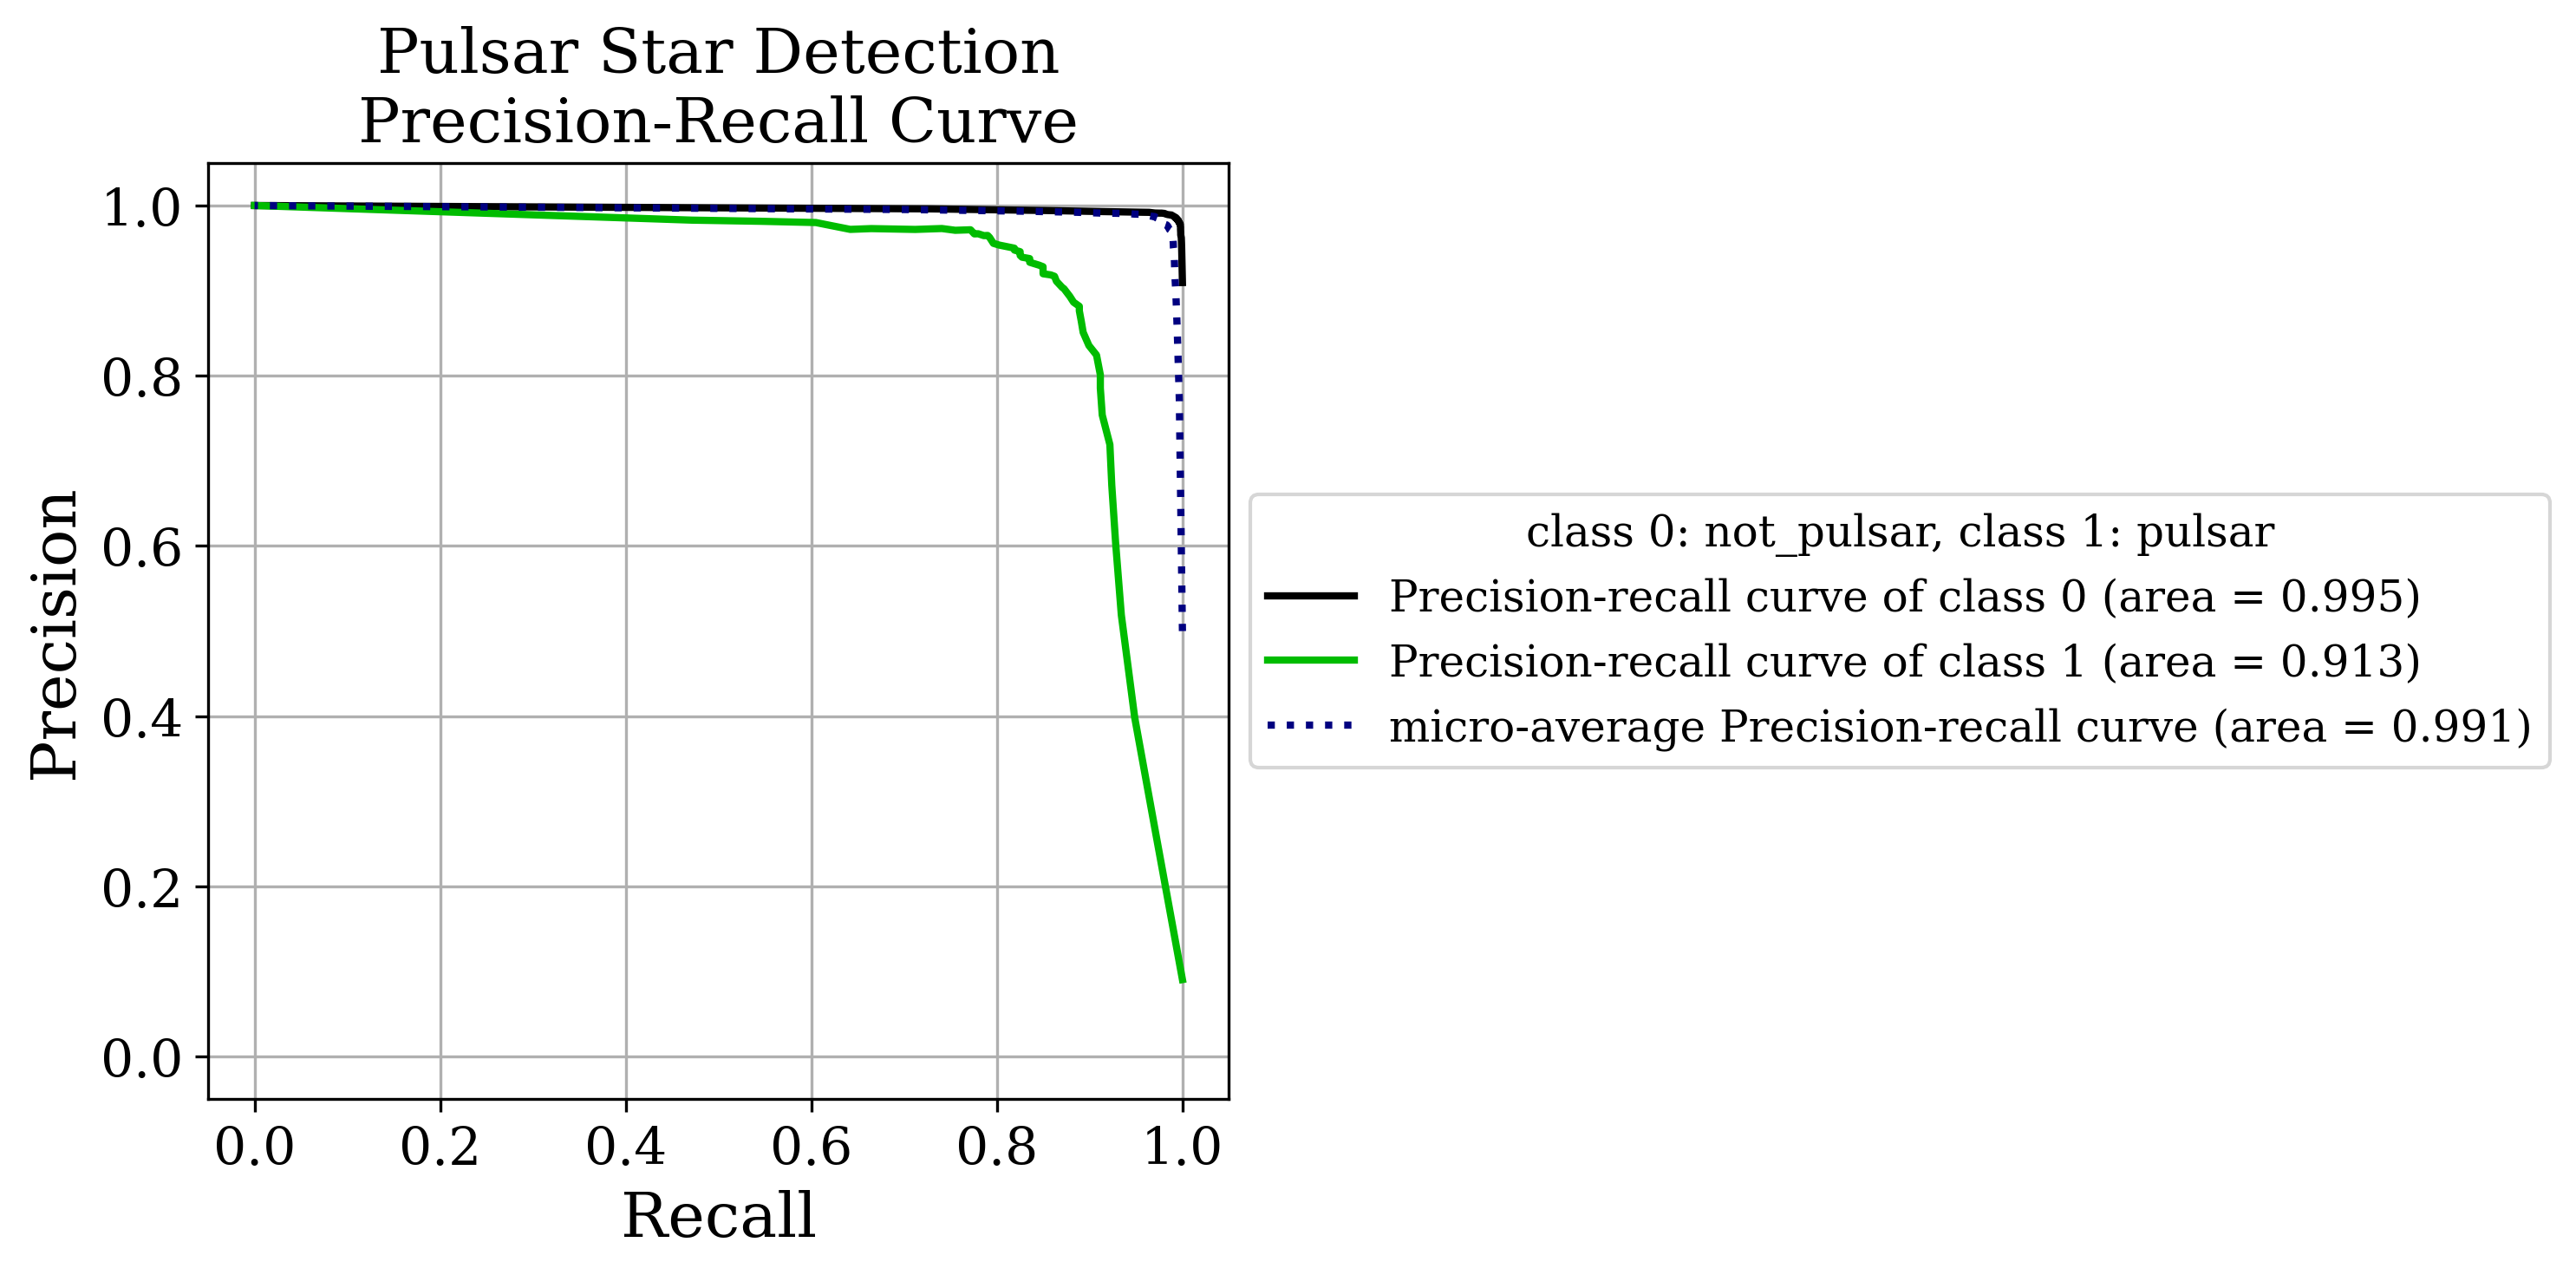 Pulsar Star Detection
Precision-Recall Curve
1.0
0.8
0.6
0.4
0.2
0.0
Precision
0.0 0.2 0.4 0.6 0.8 1.0
Recall
class 0: not_pulsar, class 1: pulsar
Precision-recall curve of class 0 (area = 0.995)
Precision-recall curve of class 1 (area = 0.913)
micro-average Precision-recall curve (area = 0.991)